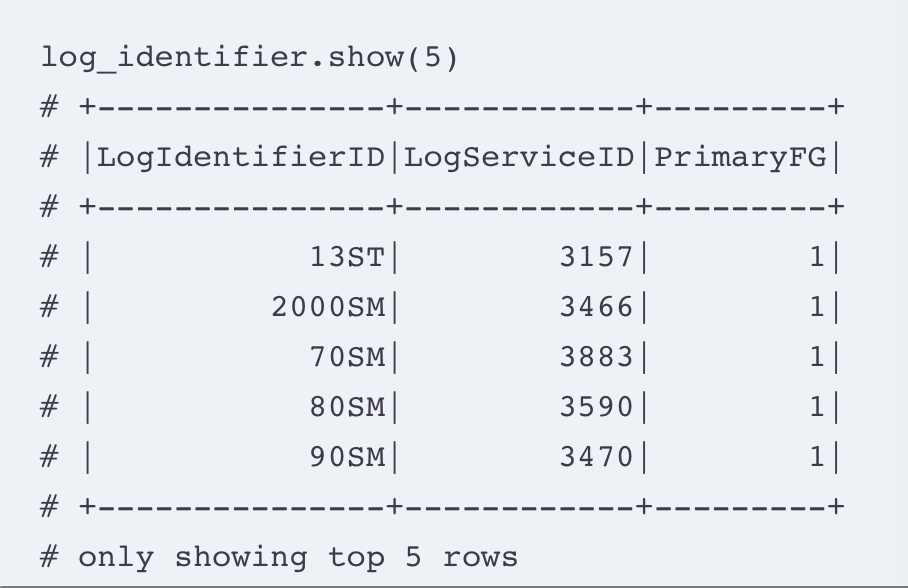 log_identifier.show(5)
# +---------------+------------+---------+
# |LogIdentifierID|LogServiceID|PrimaryFG|
# +---------------+------------+---------+
# |           13ST|        3157|        1|
# |         2000SM|        3466|        1|
# |           70SM|        3883|        1|
# |           80SM|        3590|        1|
# |           90SM|        3470|        1|
# +---------------+------------+---------+
# only showing top 5 rows